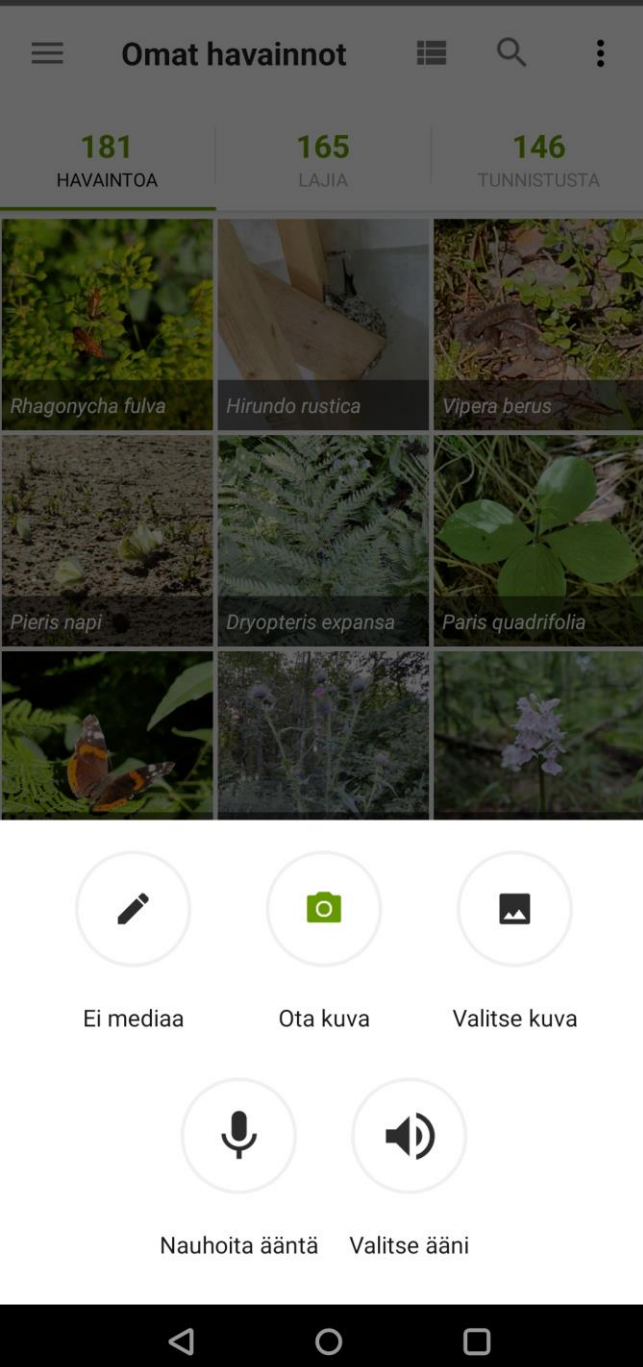 Omat havainnot
181 165 146
HAVAINTOA LAJIA TUNNISTUSTA
Rhagonycha fulva Hirundo rustica Vipera berus
Pieris napi Dryopteris expansa Paris quadrifolia
Ei mediaa Ota kuva Valitse kuva
Nauhoita ääntä Valitse ääni